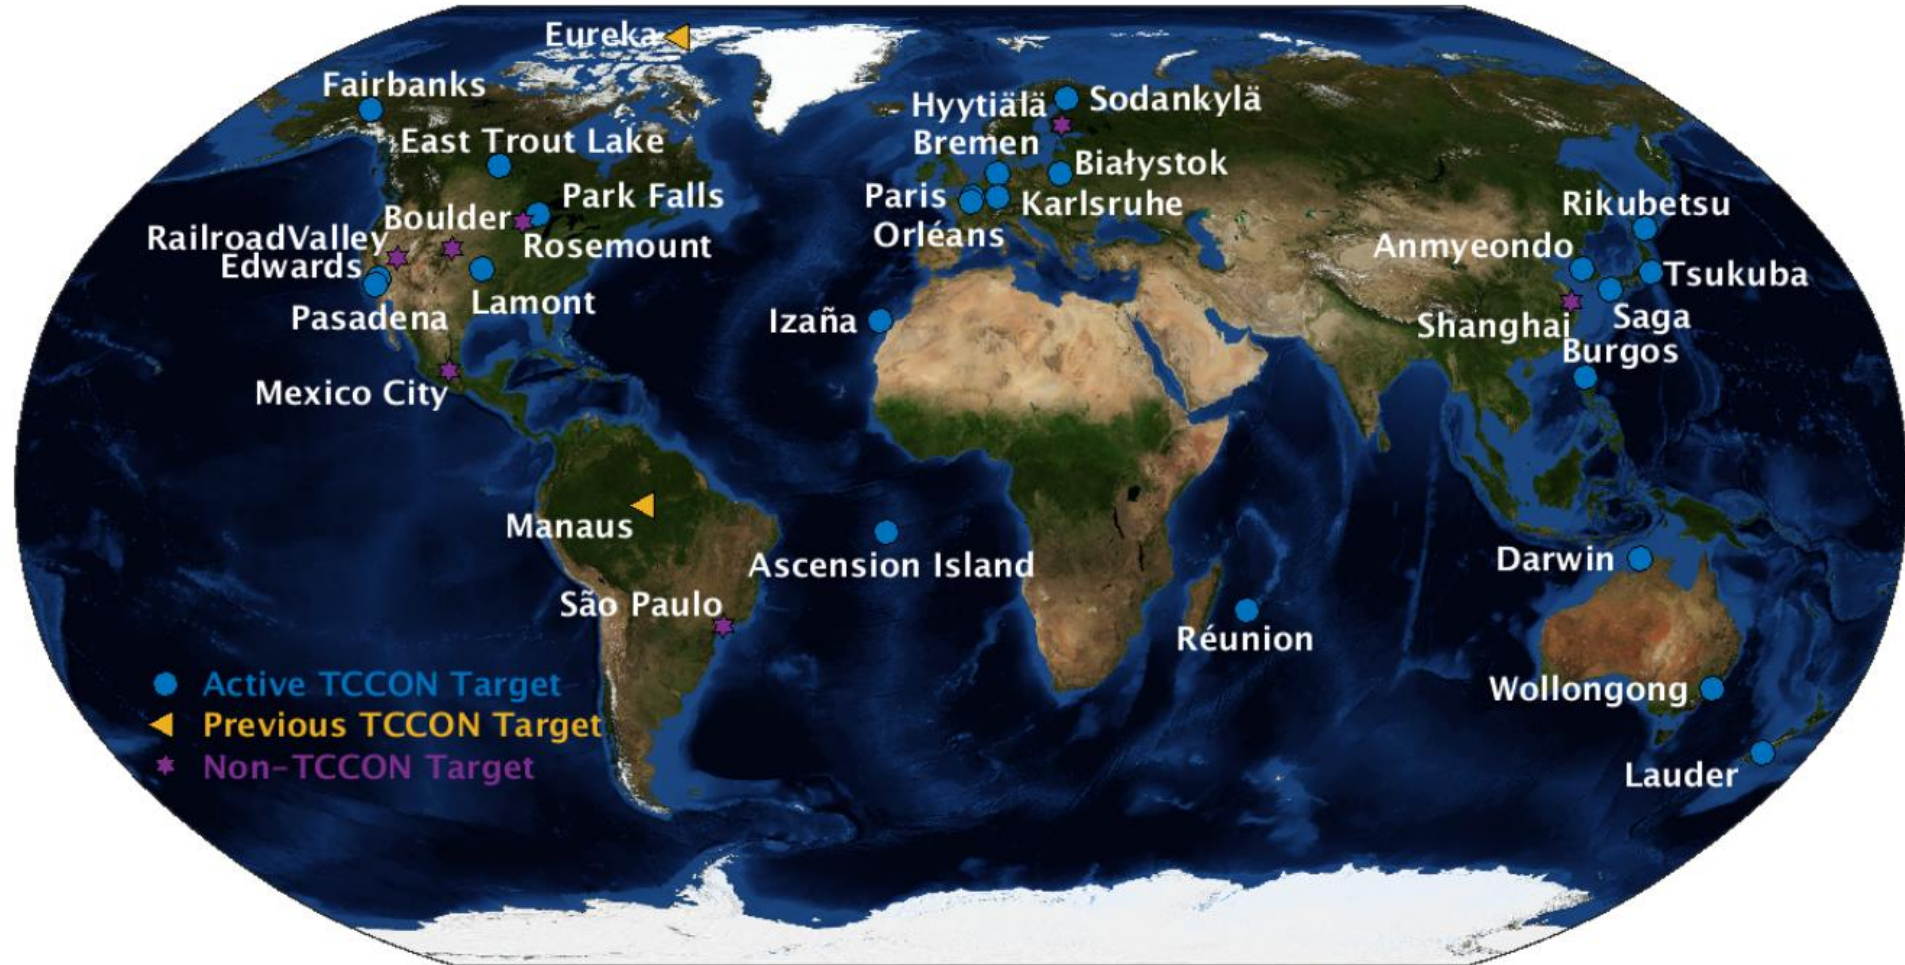 Eureka
Fairbanks
Hyytiälä
Sodankylä
East Trout Lake
Bremen
Białystok
Park Falls
Paris
Karlsruhe
Rikubetsu
Boulder
RailroadValley
Rosemount
Orléans
Anmyeondo
Edwards
Tsukuba
Lamont
Pasadena
Izaña
Shanghai
Saga
Burgos
Mexico City
Manaus
Ascension Island
Darwin
São Paulo
Réunion
Wollongong
Lauder
Active TCCON Target
Previous TCCON Target
Non-TCCON Target